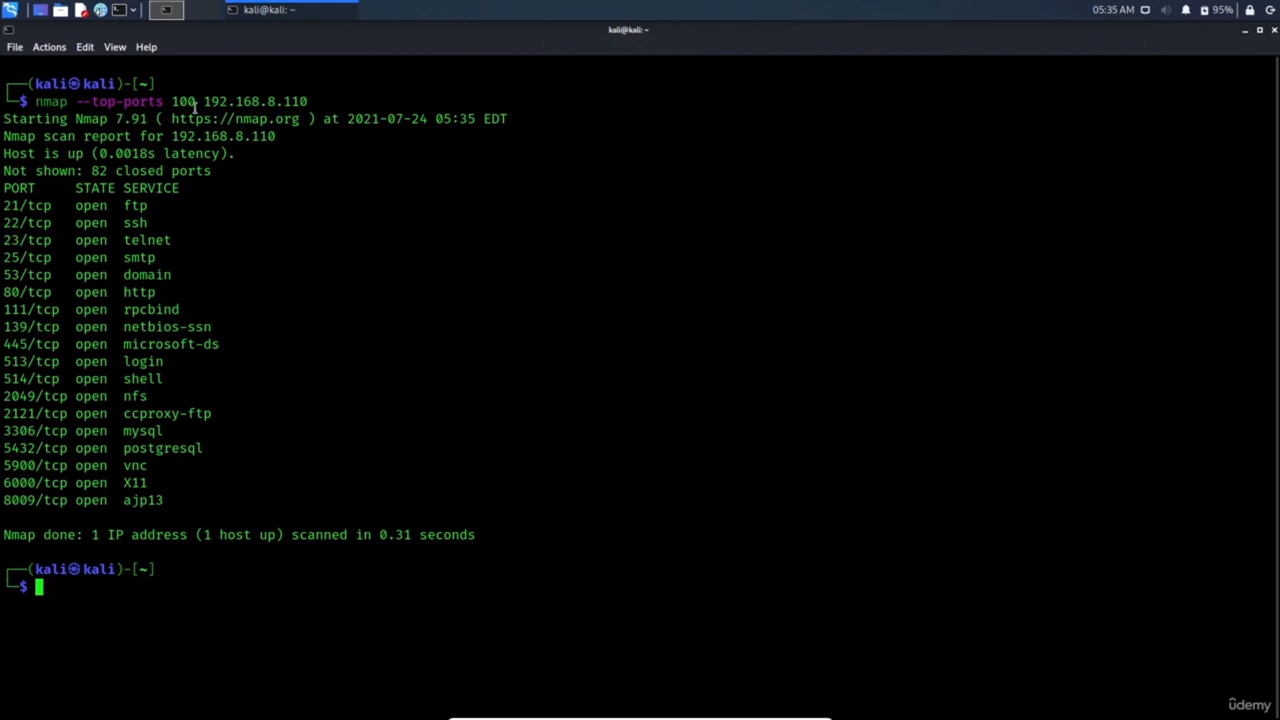 kali@kali: ~
05:35 AM
95%
kali@kali: ~
File Actions Edit View Help
(kali㉿kali)-[~]
$ nmap --top-ports 100 192.168.8.110
Starting Nmap 7.91 ( https://nmap.org ) at 2021-07-24 05:35 EDT
Nmap scan report for 192.168.8.110
Host is up (0.0018s latency).
Not shown: 82 closed ports
PORT     STATE SERVICE
21/tcp   open  ftp
22/tcp   open  ssh
23/tcp   open  telnet
25/tcp   open  smtp
53/tcp   open  domain
80/tcp   open  http
111/tcp  open  rpcbind
139/tcp  open  netbios-ssn
445/tcp  open  microsoft-ds
513/tcp  open  login
514/tcp  open  shell
2049/tcp open  nfs
2121/tcp open  ccproxy-ftp
3306/tcp open  mysql
5432/tcp open  postgresql
5900/tcp open  vnc
6000/tcp open  X11
8009/tcp open  ajp13
Nmap done: 1 IP address (1 host up) scanned in 0.31 seconds
(kali㉿kali)-[~]
$
ûdemy